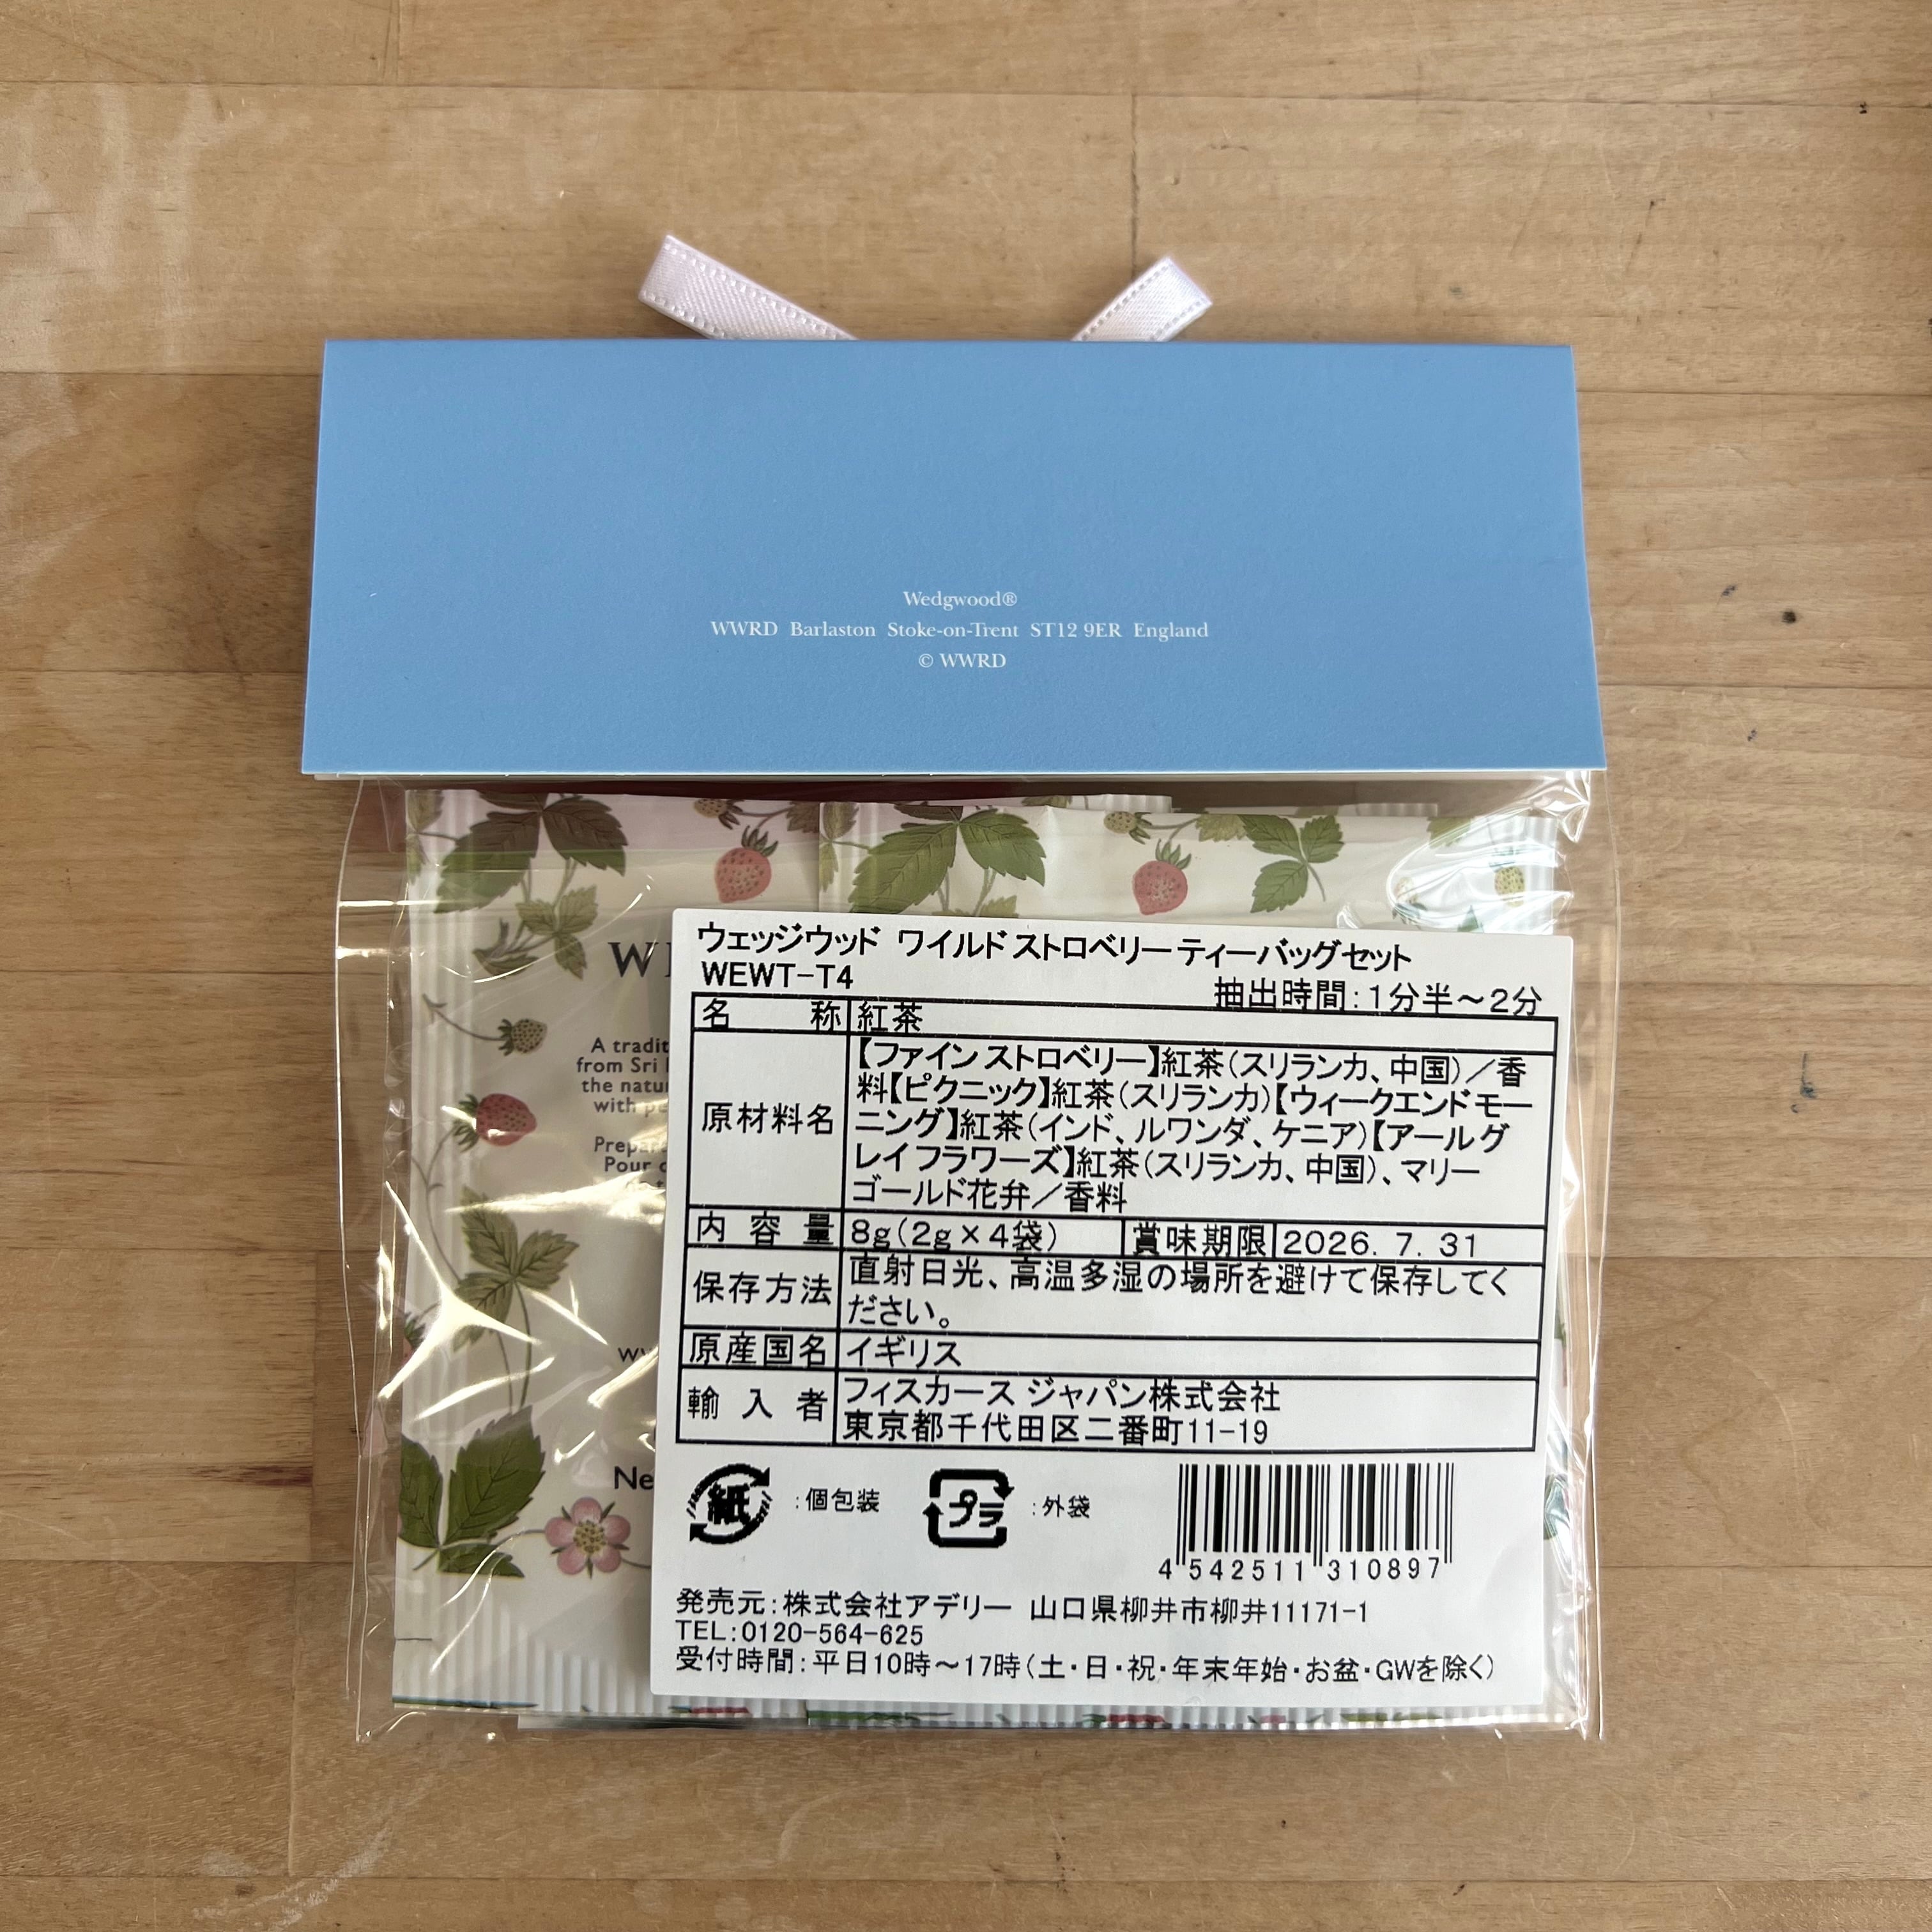 Wedgwood®
WWRD Barlaston Stoke-on-Trent ST12 9ER England
© WWRD
A
from Sri
the
with
Pour
ウェッジウッド ワイルドストロベリーティーバッグセット
WEWT-T4
抽出時間:1分半～2分
名称 紅茶
原材料名
【ファインストロベリー】紅茶(スリランカ、中国)／香
料【ピクニック】紅茶(スリランカ)【ウィークエンドモー
ニング】紅茶(インド、ルワンダ、ケニア)【アールグ
レイフラワーズ】紅茶(スリランカ、中国)、マリー
ゴールド花弁／香料
内容量 8g(2g×4袋) 賞味期限 2026. 7. 31
保存方法
直射日光、高温多湿の場所を避けて保存してく
ださい。
原産国名 イギリス
輸入者
フィスカース ジャパン株式会社
東京都千代田区二番町11-19
紙 :個包装 プラ :外袋
4 542511 310897
発売元:株式会社アデリー 山口県柳井市柳井11171-1
TEL:0120-564-625
受付時間:平日10時～17時(土・日・祝・年末年始・お盆・GWを除く)